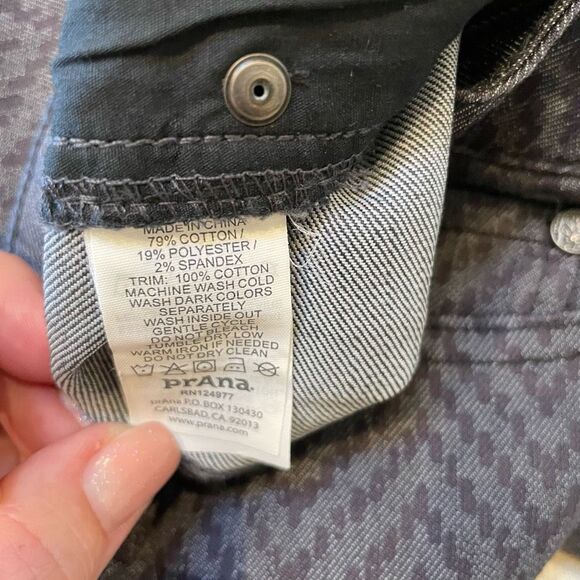 MADE IN CHINA
79% COTTON /
19% POLYESTER /
2% SPANDEX
TRIM: 100% COTTON
MACHINE WASH COLD
WASH DARK COLORS
SEPARATELY
WASH INSIDE OUT
GENTLE CYCLE
DO NOT BLEACH
TUMBLE DRY LOW
WARM IRON IF NEEDED
DO NOT DRY CLEAN
prAna.
RN124977
prAna P.O. BOX 130430
CARLSBAD, CA. 92013
www.prana.com